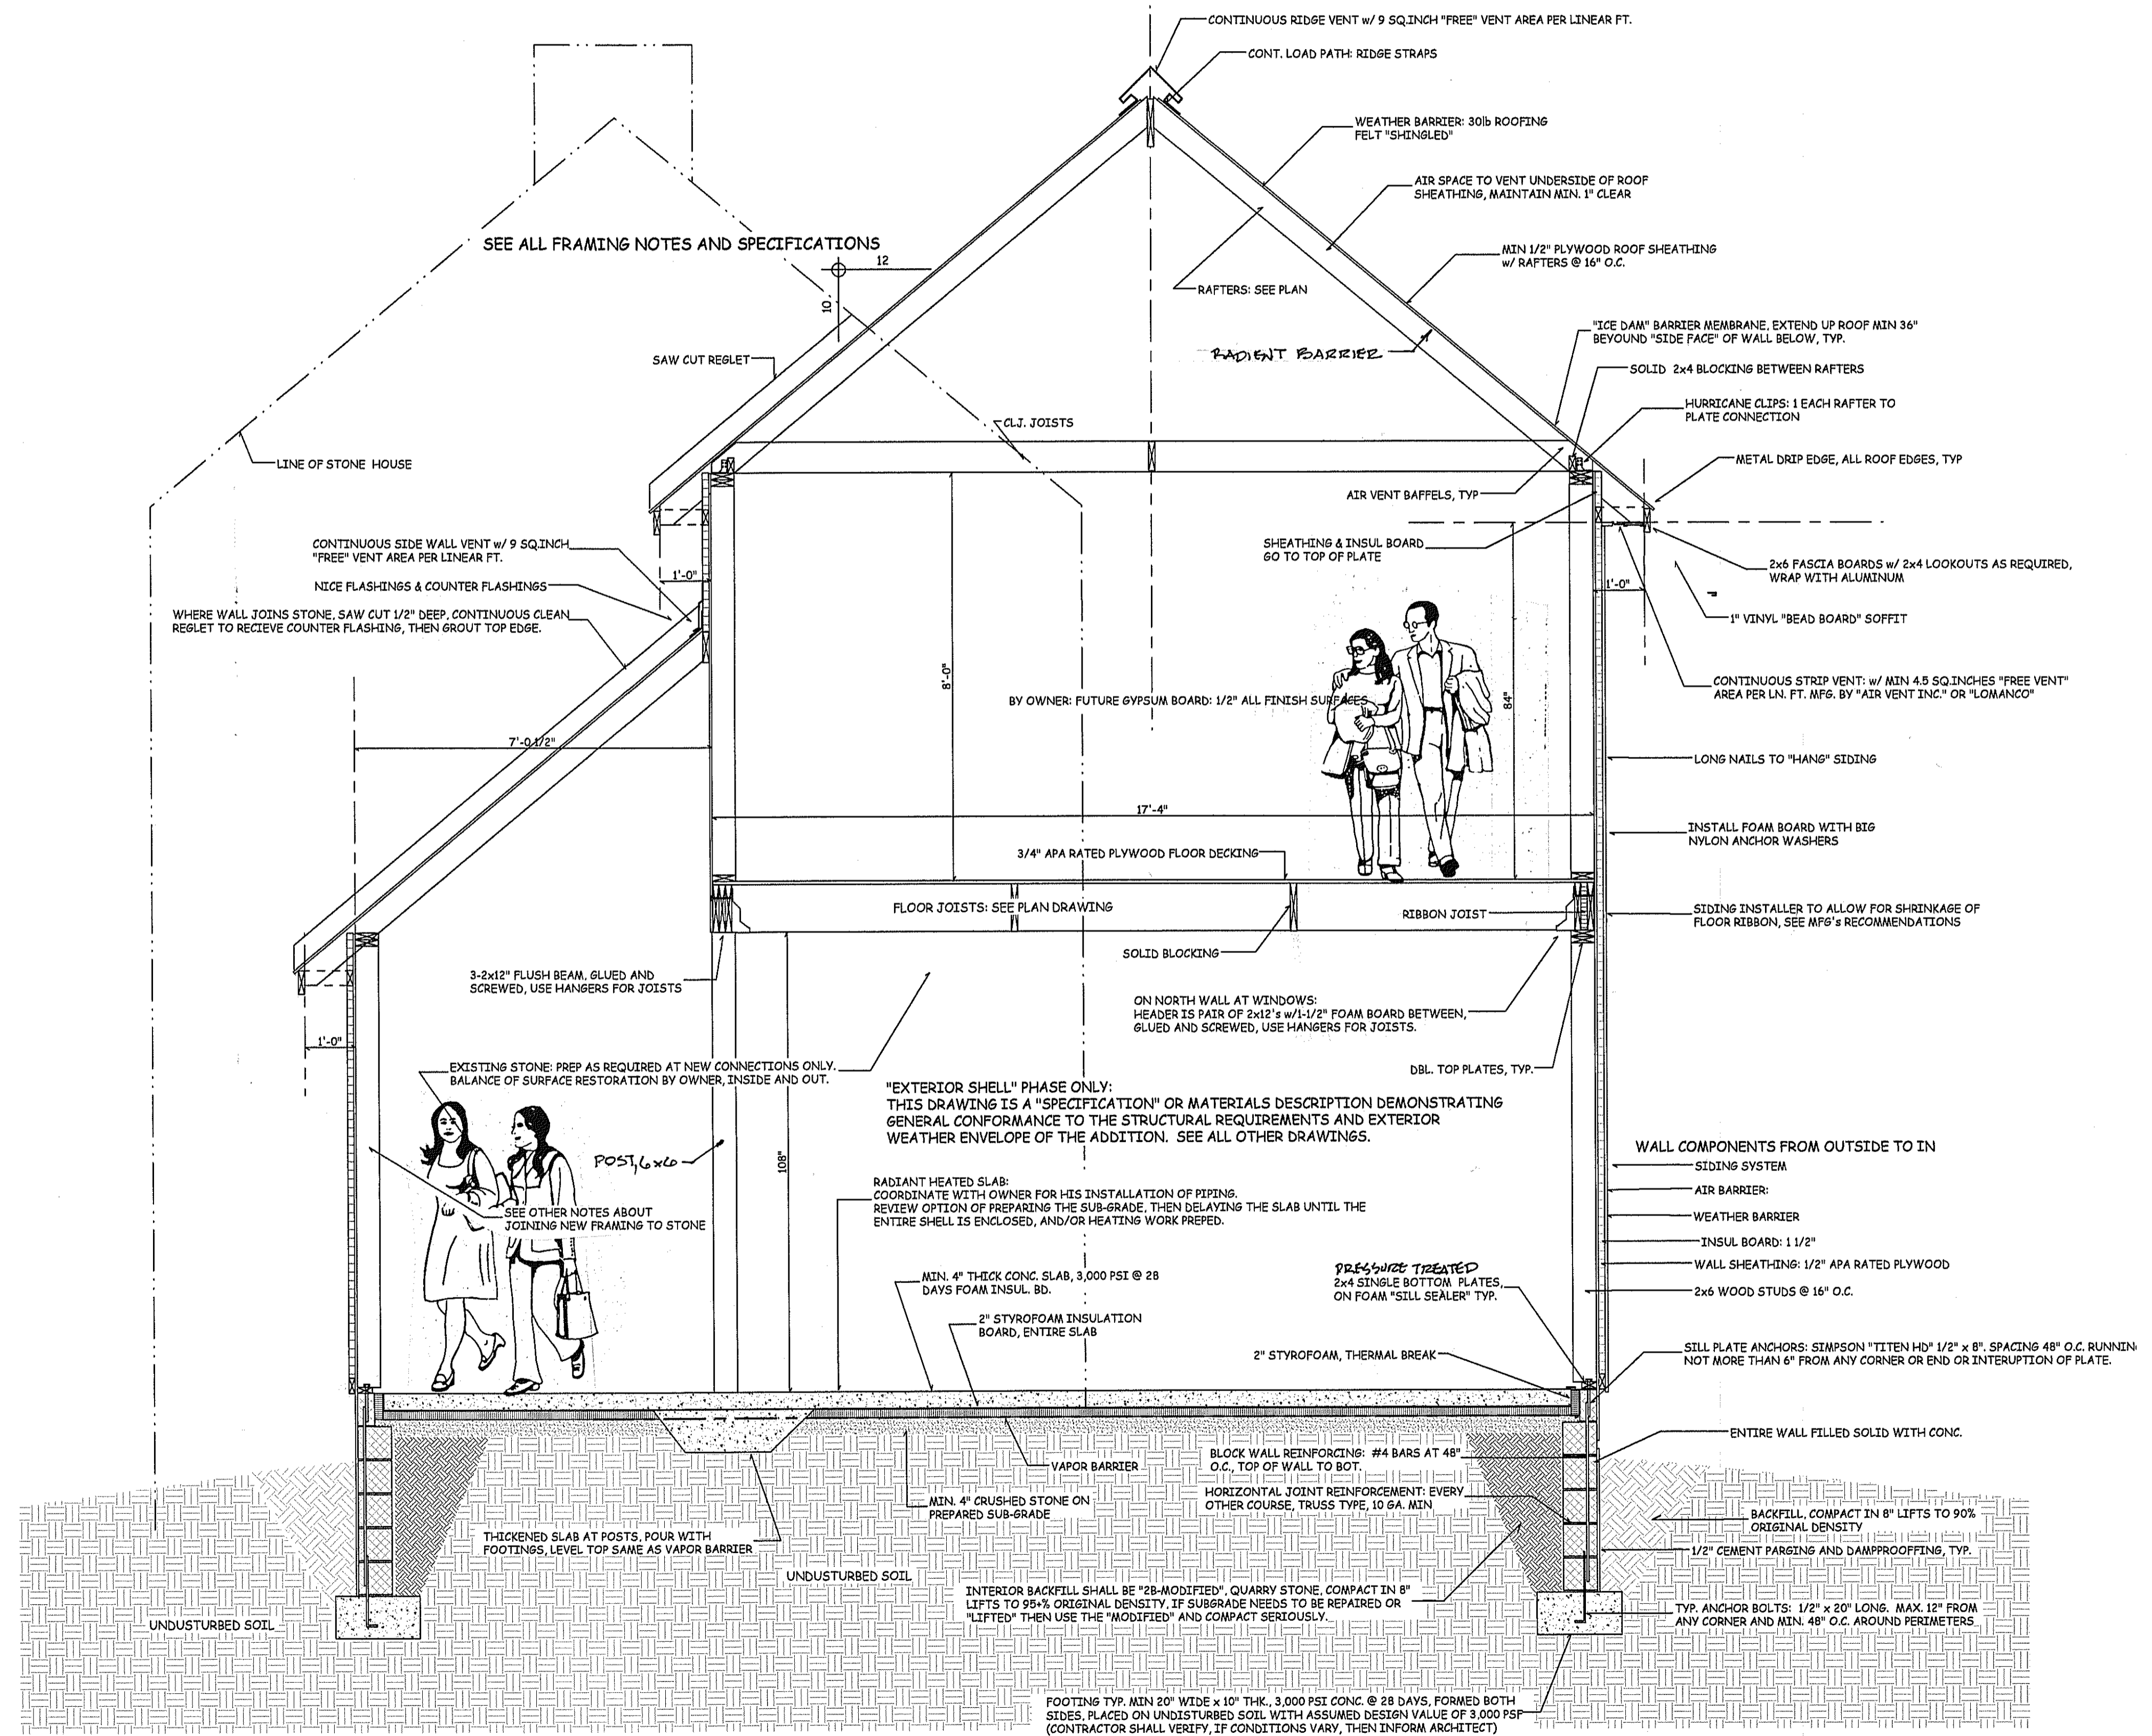 CONTINUOUS RIDGE VENT w/ 9 SQ.INCH "FREE" VENT AREA PER LINEAR FT.
CONT. LOAD PATH: RIDGE STRAPS
WEATHER BARRIER: 30lb ROOFING
FELT "SHINGLED"
AIR SPACE TO VENT UNDERSIDE OF ROOF
SHEATHING, MAINTAIN MIN. 1" CLEAR
SEE ALL FRAMING NOTES AND SPECIFICATIONS
12
10
MIN 1/2" PLYWOOD ROOF SHEATHING
w/ RAFTERS @ 16" O.C.
RAFTERS: SEE PLAN
"ICE DAM" BARRIER MEMBRANE, EXTEND UP ROOF MIN 36"
BEYOUND "SIDE FACE" OF WALL BELOW, TYP.
RADIENT BARRIER
SAW CUT REGLET
SOLID 2x4 BLOCKING BETWEEN RAFTERS
HURRICANE CLIPS: 1 EACH RAFTER TO
PLATE CONNECTION
CLJ. JOISTS
LINE OF STONE HOUSE
METAL DRIP EDGE, ALL ROOF EDGES, TYP
AIR VENT BAFFELS, TYP
CONTINUOUS SIDE WALL VENT w/ 9 SQ.INCH
"FREE" VENT AREA PER LINEAR FT.
SHEATHING & INSUL BOARD
GO TO TOP OF PLATE
NICE FLASHINGS & COUNTER FLASHINGS
1'-0"
1'-0"
2x6 FASCIA BOARDS w/ 2x4 LOOKOUTS AS REQUIRED,
WRAP WITH ALUMINUM
WHERE WALL JOINS STONE, SAW CUT 1/2" DEEP, CONTINUOUS CLEAN
REGLET TO RECIEVE COUNTER FLASHING, THEN GROUT TOP EDGE.
1" VINYL "BEAD BOARD" SOFFIT
8'-0"
84"
CONTINUOUS STRIP VENT: w/ MIN 4.5 SQ.INCHES "FREE VENT"
AREA PER LN. FT. MFG. BY "AIR VENT INC." OR "LOMANCO"
BY OWNER: FUTURE GYPSUM BOARD: 1/2" ALL FINISH SURFACES
7'-0 1/2"
LONG NAILS TO "HANG" SIDING
17'-4"
INSTALL FOAM BOARD WITH BIG
NYLON ANCHOR WASHERS
3/4" APA RATED PLYWOOD FLOOR DECKING
FLOOR JOISTS: SEE PLAN DRAWING
RIBBON JOIST
SIDING INSTALLER TO ALLOW FOR SHRINKAGE OF
FLOOR RIBBON, SEE MFG's RECOMMENDATIONS
SOLID BLOCKING
3-2x12" FLUSH BEAM, GLUED AND
SCREWED, USE HANGERS FOR JOISTS
ON NORTH WALL AT WINDOWS:
HEADER IS PAIR OF 2x12's w/1-1/2" FOAM BOARD BETWEEN,
GLUED AND SCREWED, USE HANGERS FOR JOISTS.
1'-0"
EXISTING STONE: PREP AS REQUIRED AT NEW CONNECTIONS ONLY.
BALANCE OF SURFACE RESTORATION BY OWNER, INSIDE AND OUT.
DBL. TOP PLATES, TYP.
"EXTERIOR SHELL" PHASE ONLY:
THIS DRAWING IS A "SPECIFICATION" OR MATERIALS DESCRIPTION DEMONSTRATING
GENERAL CONFORMANCE TO THE STRUCTURAL REQUIREMENTS AND EXTERIOR
WEATHER ENVELOPE OF THE ADDITION. SEE ALL OTHER DRAWINGS.
POST, 6x6
108"
WALL COMPONENTS FROM OUTSIDE TO IN
SIDING SYSTEM
AIR BARRIER:
WEATHER BARRIER
INSUL BOARD: 1 1/2"
WALL SHEATHING: 1/2" APA RATED PLYWOOD
2x6 WOOD STUDS @ 16" O.C.
RADIANT HEATED SLAB:
COORDINATE WITH OWNER FOR HIS INSTALLATION OF PIPING.
REVIEW OPTION OF PREPARING THE SUB-GRADE, THEN DELAYING THE SLAB UNTIL THE
ENTIRE SHELL IS ENCLOSED, AND/OR HEATING WORK PREPED.
SEE OTHER NOTES ABOUT
JOINING NEW FRAMING TO STONE
MIN. 4" THICK CONC. SLAB, 3,000 PSI @ 28
DAYS FOAM INSUL. BD.
PRESSURE TREATED
2x4 SINGLE BOTTOM PLATES,
ON FOAM "SILL SEALER" TYP.
2" STYROFOAM INSULATION
BOARD, ENTIRE SLAB
2" STYROFOAM, THERMAL BREAK
SILL PLATE ANCHORS: SIMPSON "TITEN HD" 1/2" x 8". SPACING 48" O.C. RUNNIN
NOT MORE THAN 6" FROM ANY CORNER OR END OR INTERUPTION OF PLATE.
ENTIRE WALL FILLED SOLID WITH CONC.
BLOCK WALL REINFORCING: #4 BARS AT 48"
O.C., TOP OF WALL TO BOT.
VAPOR BARRIER
HORIZONTAL JOINT REINFORCEMENT: EVERY
OTHER COURSE, TRUSS TYPE, 10 GA. MIN
MIN. 4" CRUSHED STONE ON
PREPARED SUB-GRADE
BACKFILL, COMPACT IN 8" LIFTS TO 90%
ORIGINAL DENSITY
THICKENED SLAB AT POSTS, POUR WITH
FOOTINGS, LEVEL TOP SAME AS VAPOR BARRIER
1/2" CEMENT PARGING AND DAMPPROOFFING, TYP.
UNDUSTURBED SOIL
INTERIOR BACKFILL SHALL BE "2B-MODIFIED", QUARRY STONE, COMPACT IN 8"
LIFTS TO 95+% ORIGINAL DENSITY, IF SUBGRADE NEEDS TO BE REPAIRED OR
"LIFTED" THEN USE THE "MODIFIED" AND COMPACT SERIOUSLY.
TYP. ANCHOR BOLTS: 1/2" x 20" LONG. MAX. 12" FROM
ANY CORNER AND MIN. 48" O.C. AROUND PERIMETERS
UNDUSTURBED SOIL
FOOTING TYP. MIN 20" WIDE x 10" THK., 3,000 PSI CONC. @ 28 DAYS, FORMED BOTH
SIDES, PLACED ON UNDISTURBED SOIL WITH ASSUMED DESIGN VALUE OF 3,000 PSF
(CONTRACTOR SHALL VERIFY, IF CONDITIONS VARY, THEN INFORM ARCHITECT)